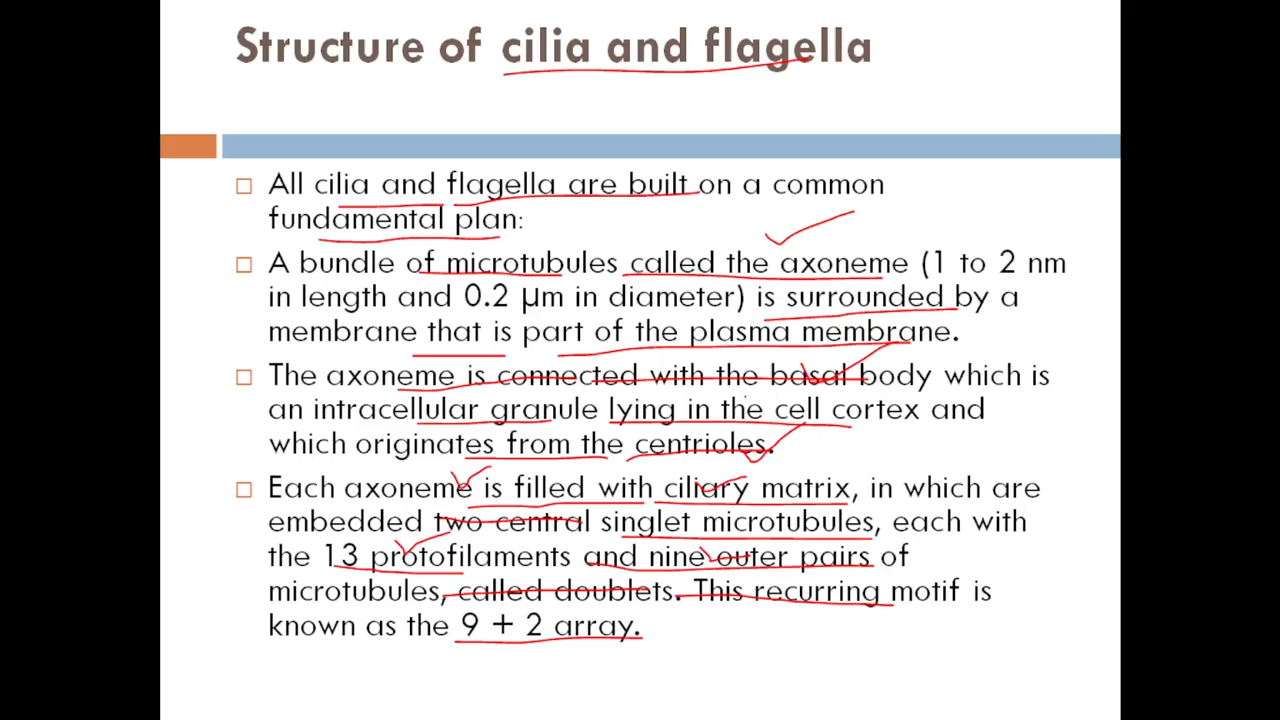 Structure of cilia and flagella
All cilia and flagella are built on a common
fundamental plan:
A bundle of microtubules called the axoneme (1 to 2 nm
in length and 0.2 µm in diameter) is surrounded by a
membrane that is part of the plasma membrane.
The axoneme is connected with the basal body which is
an intracellular granule lying in the cell cortex and
which originates from the centrioles.
Each axoneme is filled with ciliary matrix, in which are
embedded two central singlet microtubules, each with
the 13 protofilaments and nine outer pairs of
microtubules, called doublets. This recurring motif is
known as the 9 + 2 array.